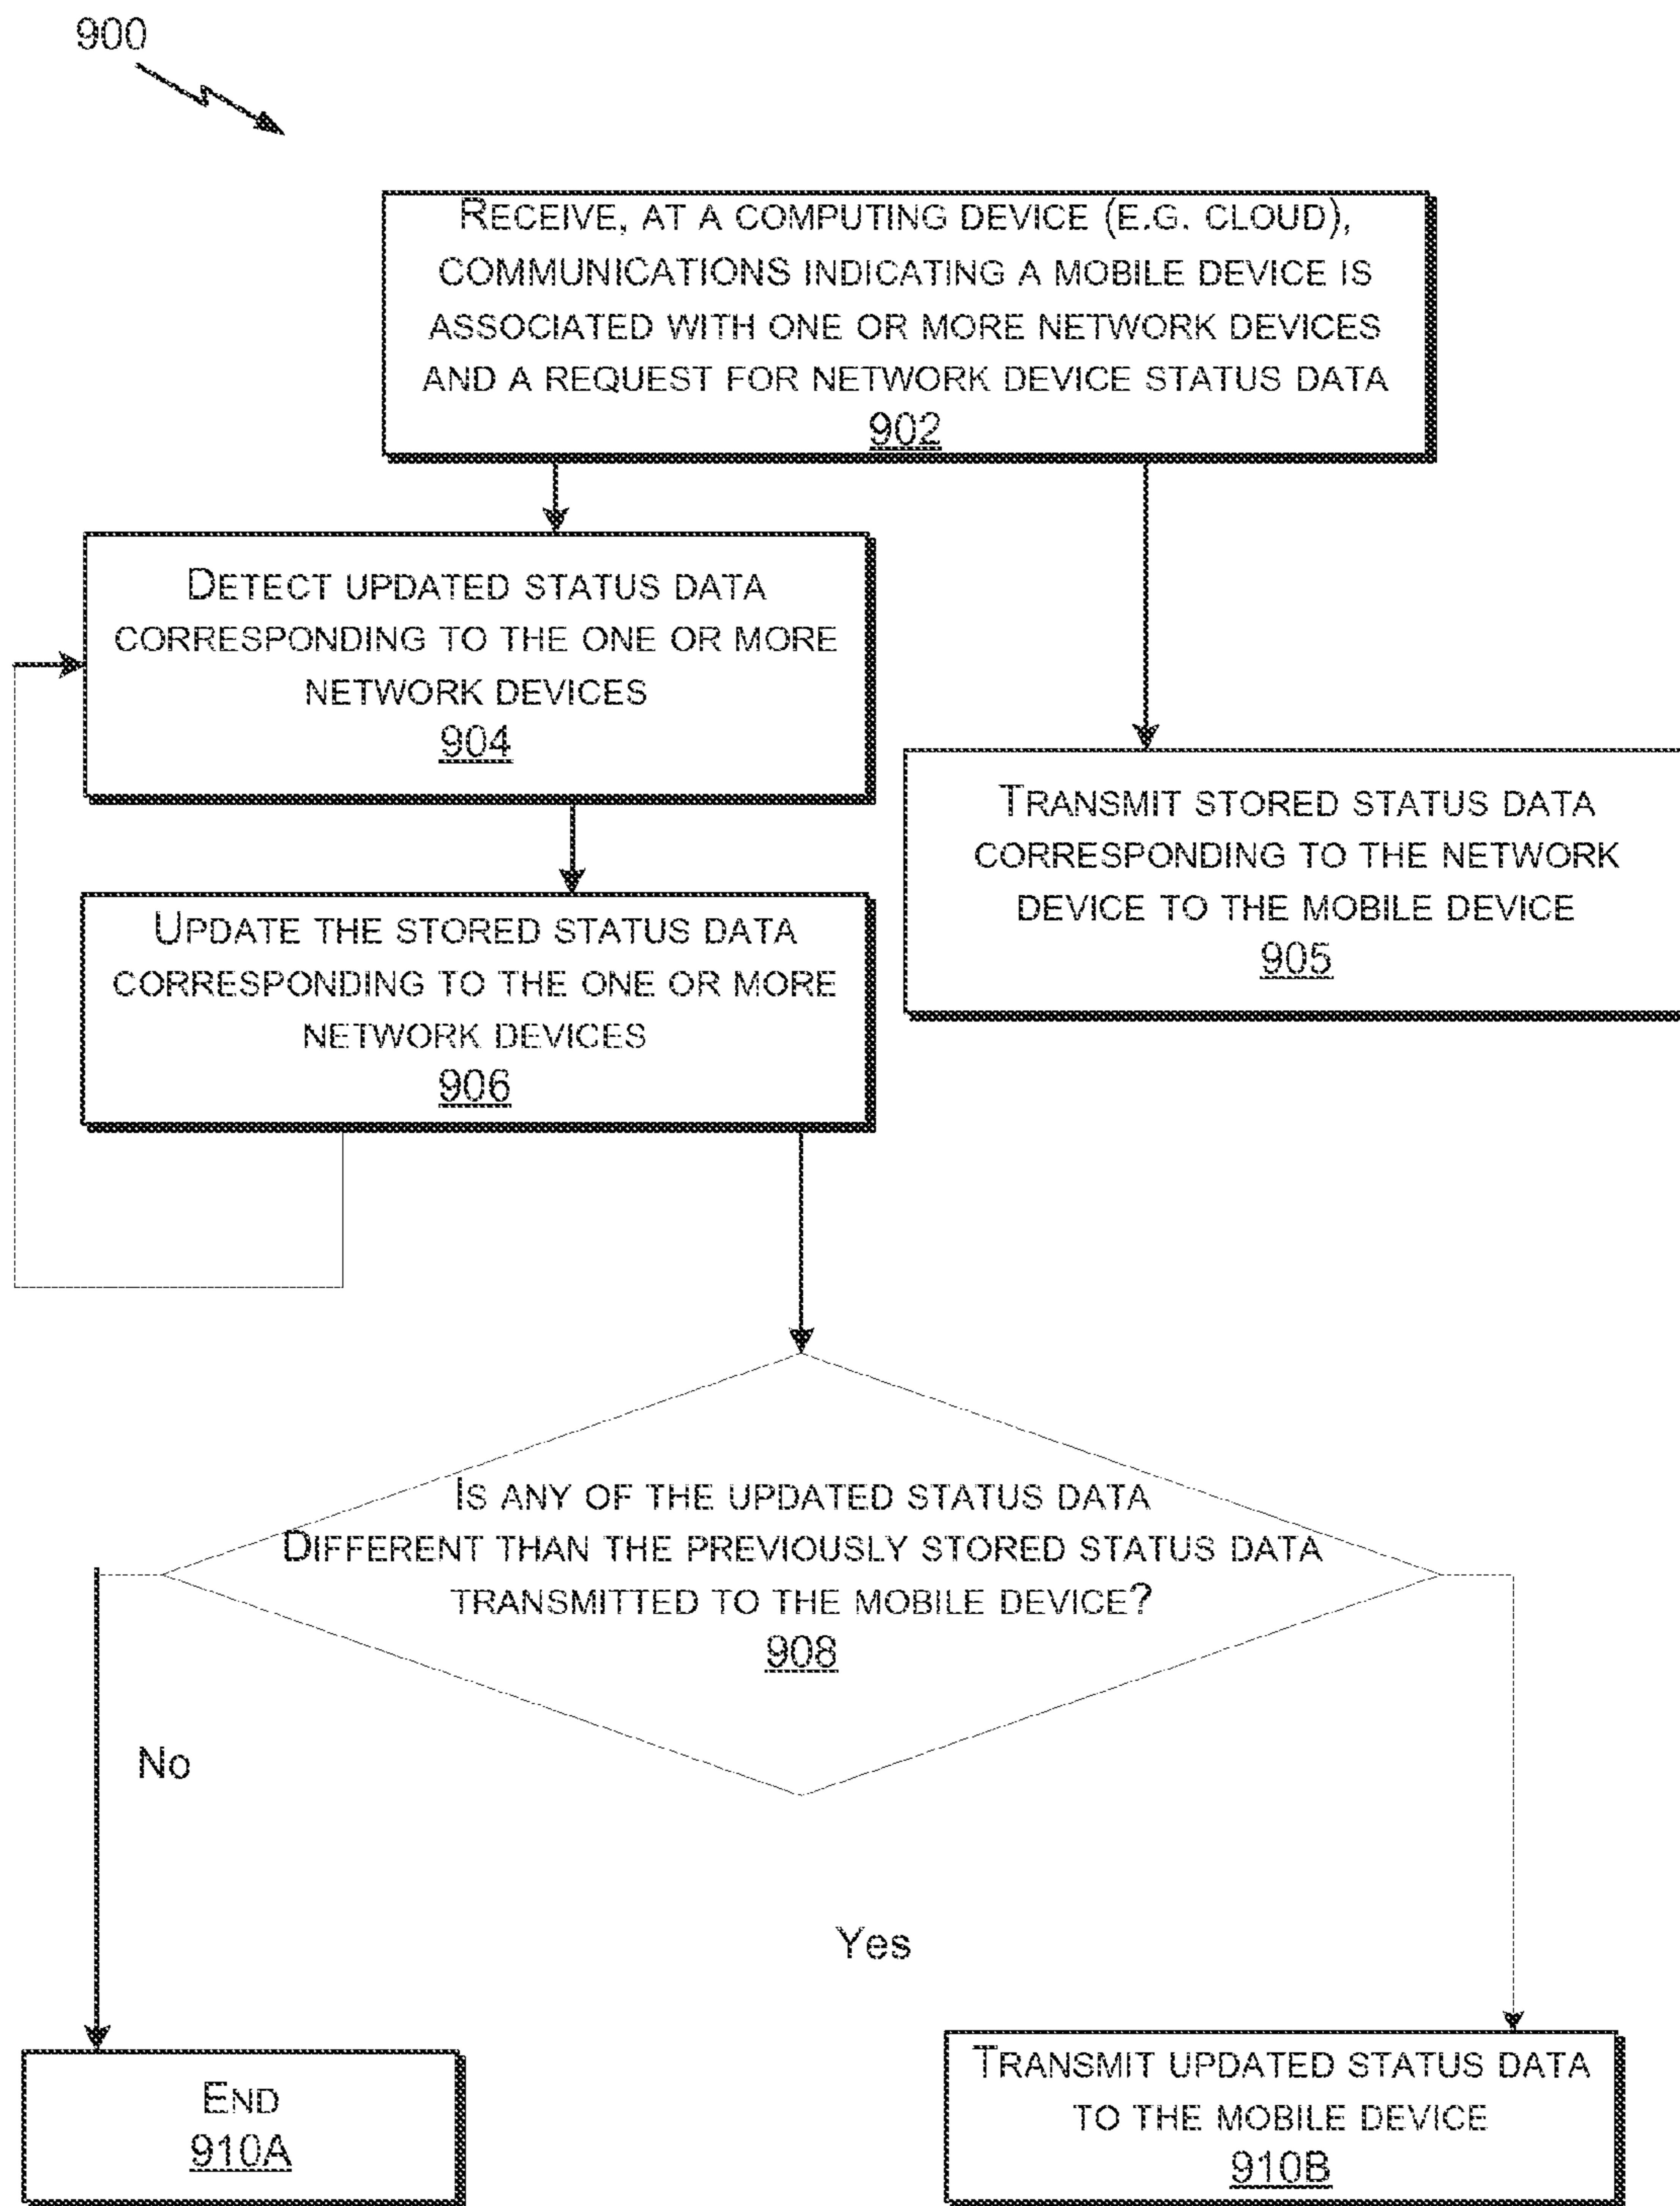 900
RECEIVE, AT A COMPUTING DEVICE (E.G. CLOUD),
COMMUNICATIONS INDICATING A MOBILE DEVICE IS
ASSOCIATED WITH ONE OR MORE NETWORK DEVICES
AND A REQUEST FOR NETWORK DEVICE STATUS DATA
902
DETECT UPDATED STATUS DATA
CORRESPONDING TO THE ONE OR MORE
NETWORK DEVICES
904
TRANSMIT STORED STATUS DATA
CORRESPONDING TO THE NETWORK
DEVICE TO THE MOBILE DEVICE
905
UPDATE THE STORED STATUS DATA
CORRESPONDING TO THE ONE OR MORE
NETWORK DEVICES
906
IS ANY OF THE UPDATED STATUS DATA
DIFFERENT THAN THE PREVIOUSLY STORED STATUS DATA
TRANSMITTED TO THE MOBILE DEVICE?
908
No
Yes
END
910A
TRANSMIT UPDATED STATUS DATA
TO THE MOBILE DEVICE
910B